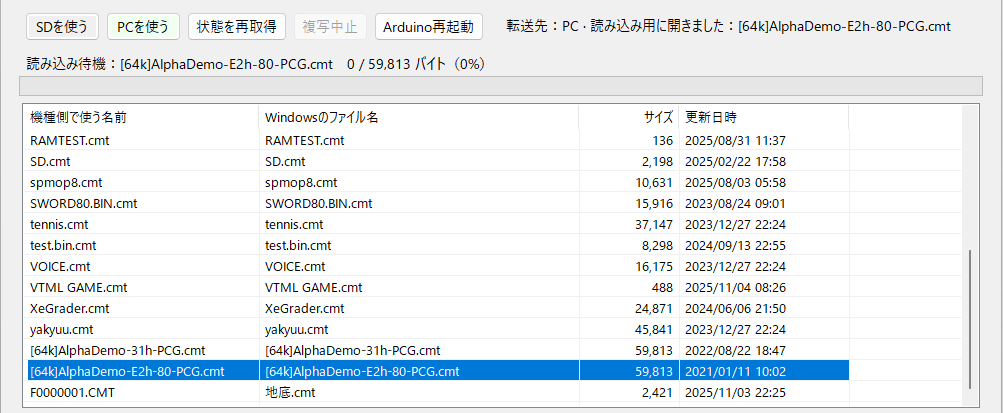 SDを使う PCを使う 状態を再取得 複写中止 Arduino再起動 転送先：PC・読み込み用に開きました：[64k]AlphaDemo-E2h-80-PCG.cmt
読み込み待機：[64k]AlphaDemo-E2h-80-PCG.cmt 0 / 59,813 バイト（0%）
機種側で使う名前 Windowsのファイル名 サイズ 更新日時
RAMTEST.cmt RAMTEST.cmt 136 2025/08/31 11:37
SD.cmt SD.cmt 2,198 2025/02/22 17:58
spmop8.cmt spmop8.cmt 10,631 2025/08/03 05:58
SWORD80.BIN.cmt SWORD80.BIN.cmt 15,916 2023/08/24 09:01
tennis.cmt tennis.cmt 37,147 2023/12/27 22:24
test.bin.cmt test.bin.cmt 8,298 2024/09/13 22:55
VOICE.cmt VOICE.cmt 16,175 2023/12/27 22:24
VTML GAME.cmt VTML GAME.cmt 488 2025/11/04 08:26
XeGrader.cmt XeGrader.cmt 24,871 2024/06/06 21:50
yakyuu.cmt yakyuu.cmt 45,841 2023/12/27 22:24
[64k]AlphaDemo-31h-PCG.cmt [64k]AlphaDemo-31h-PCG.cmt 59,813 2022/08/22 18:47
[64k]AlphaDemo-E2h-80-PCG.cmt [64k]AlphaDemo-E2h-80-PCG.cmt 59,813 2021/01/11 10:02
F0000001.CMT 地底.cmt 2,421 2025/11/03 22:25